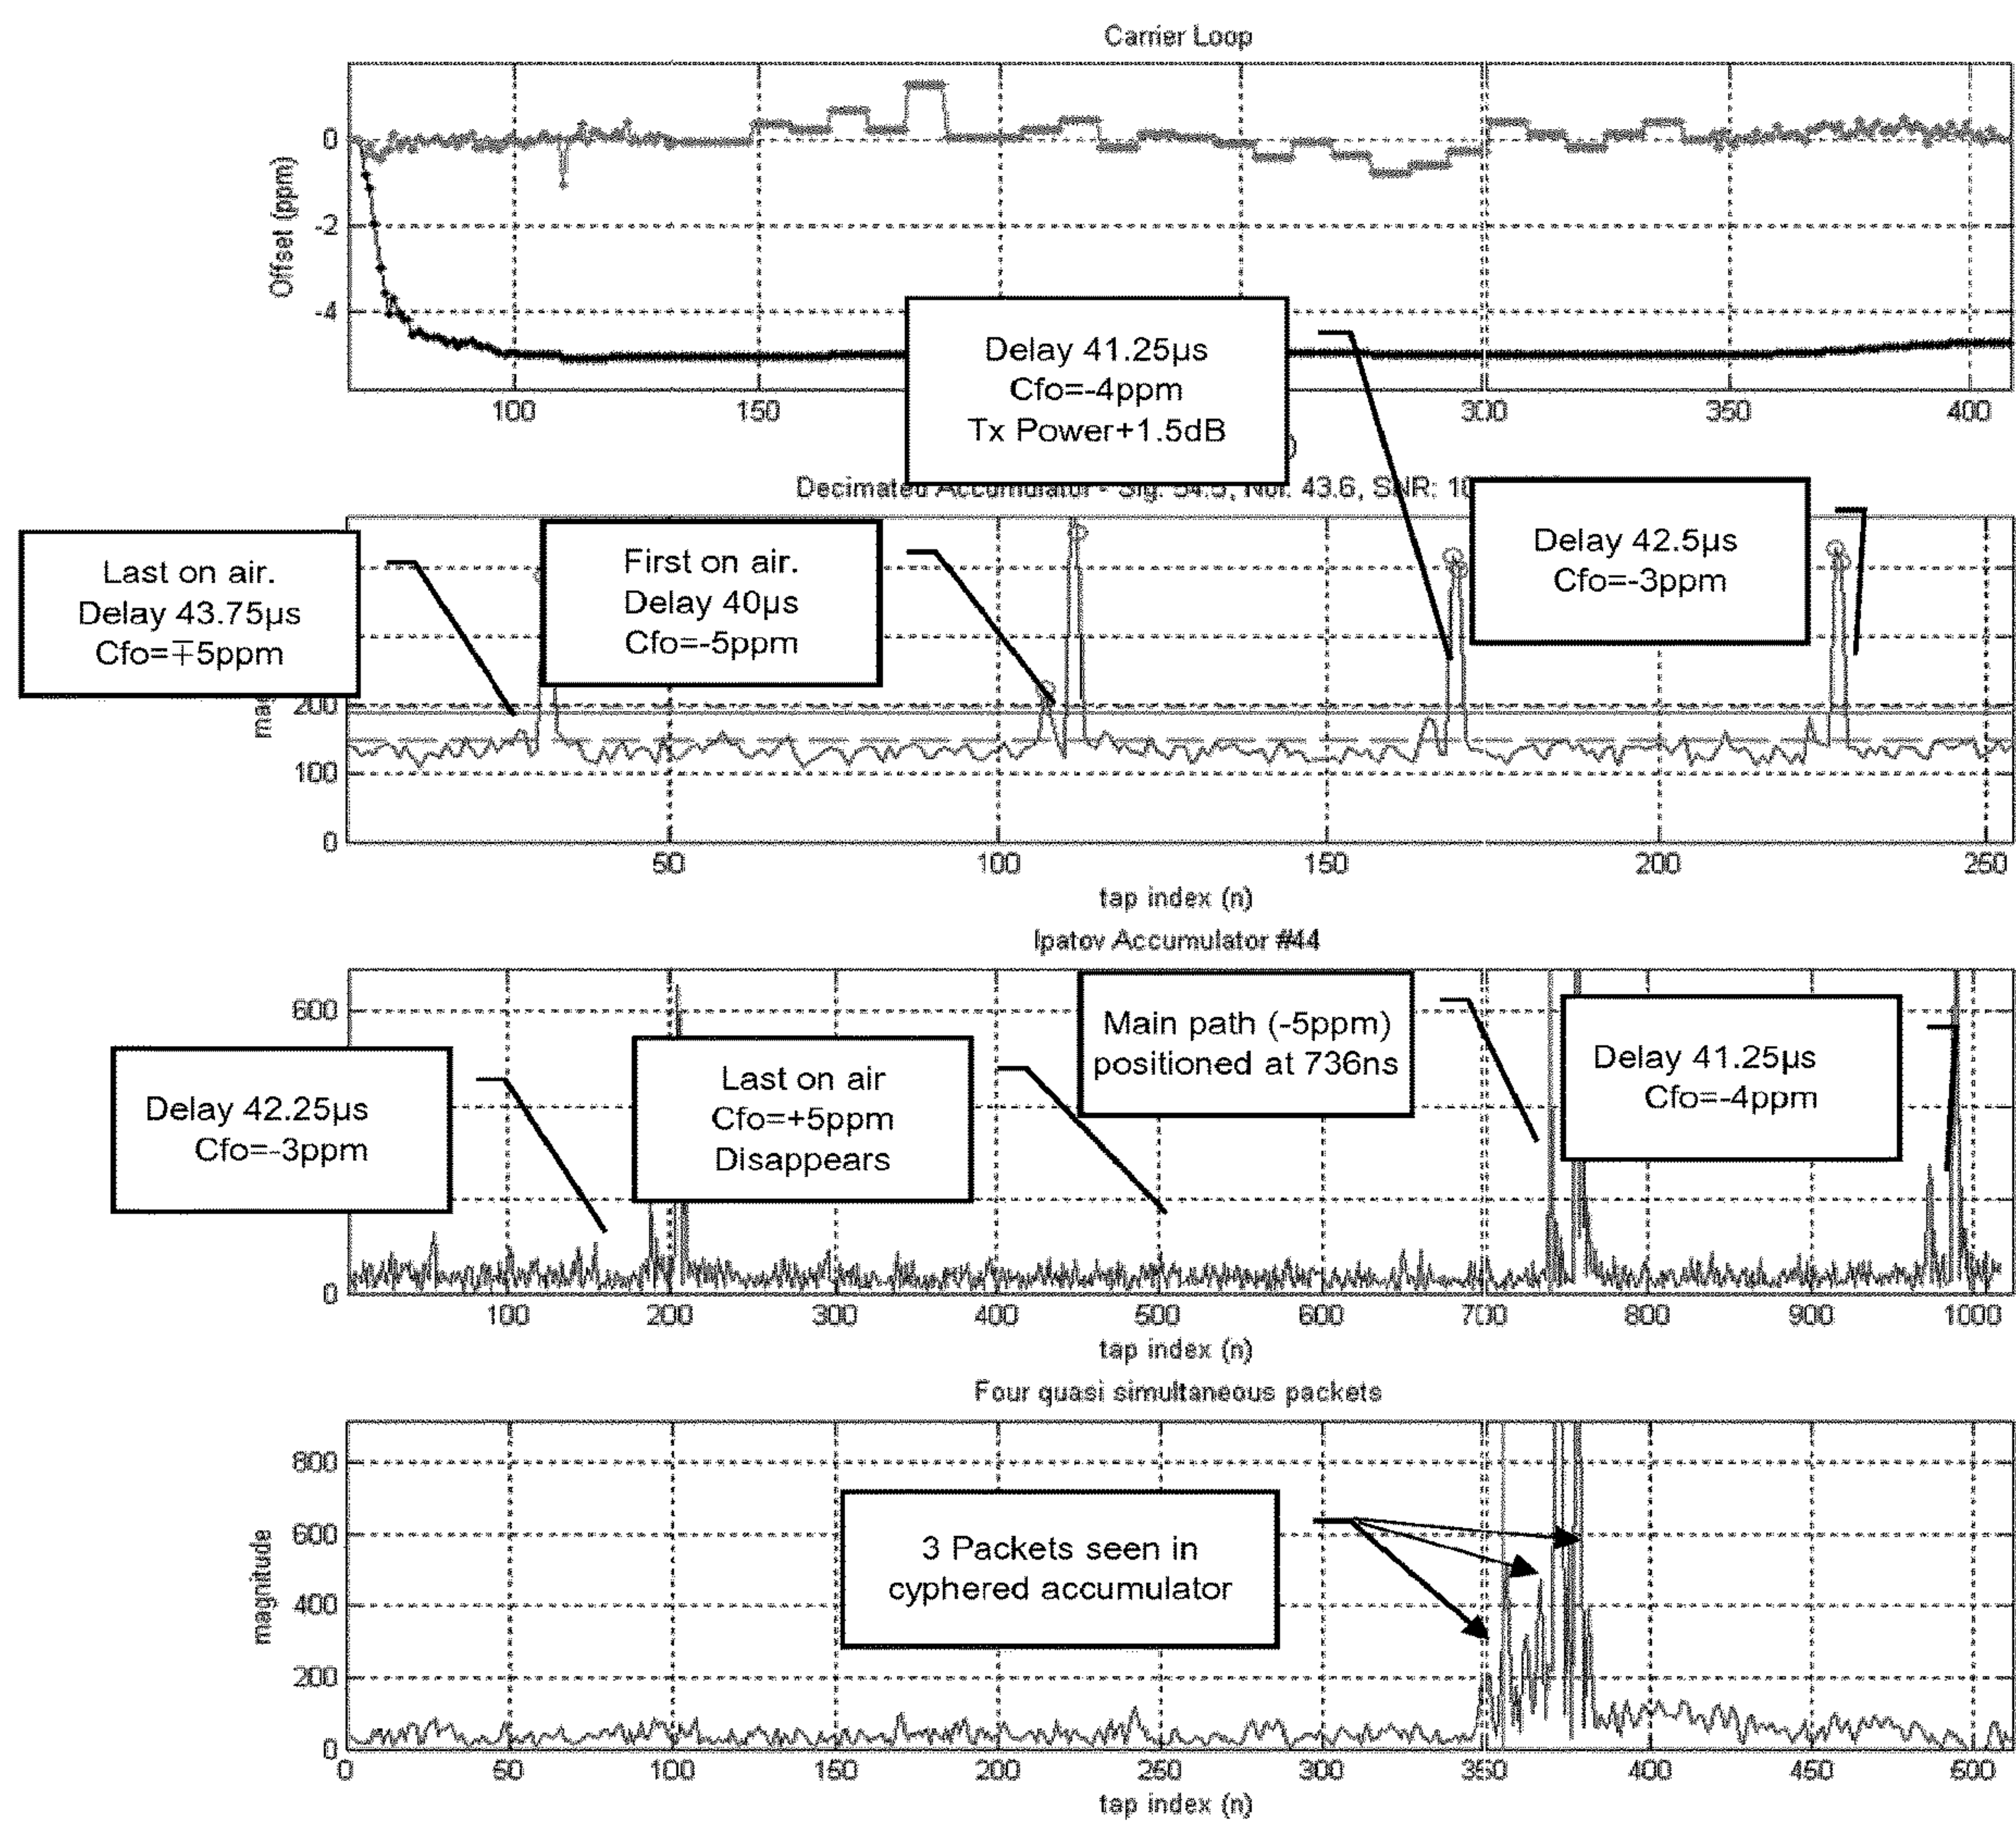 Carrier Loop
Offset (ppm)
0
-2
-4
100
150
300
350
400
Delay 41.25µs
Cfo=-4ppm
Tx Power+1.5dB
Decimated Accumulator - Sig: 54.5, Noi: 43.6, SNR: 10
Last on air.
Delay 43.75µs
Cfo=∓5ppm
First on air.
Delay 40µs
Cfo=-5ppm
Delay 42.5µs
Cfo=-3ppm
200
100
0
50
100
150
200
250
tap index (n)
Ipatov Accumulator #44
600
0
Delay 42.25µs
Cfo=-3ppm
Last on air
Cfo=+5ppm
Disappears
Main path (-5ppm)
positioned at 736ns
Delay 41.25µs
Cfo=-4ppm
100
200
300
400
500
600
700
800
900
1000
tap index (n)
Four quasi simultaneous packets
magnitude
800
600
400
200
0
3 Packets seen in
cyphered accumulator
0
50
100
150
200
250
300
350
400
450
500
tap index (n)